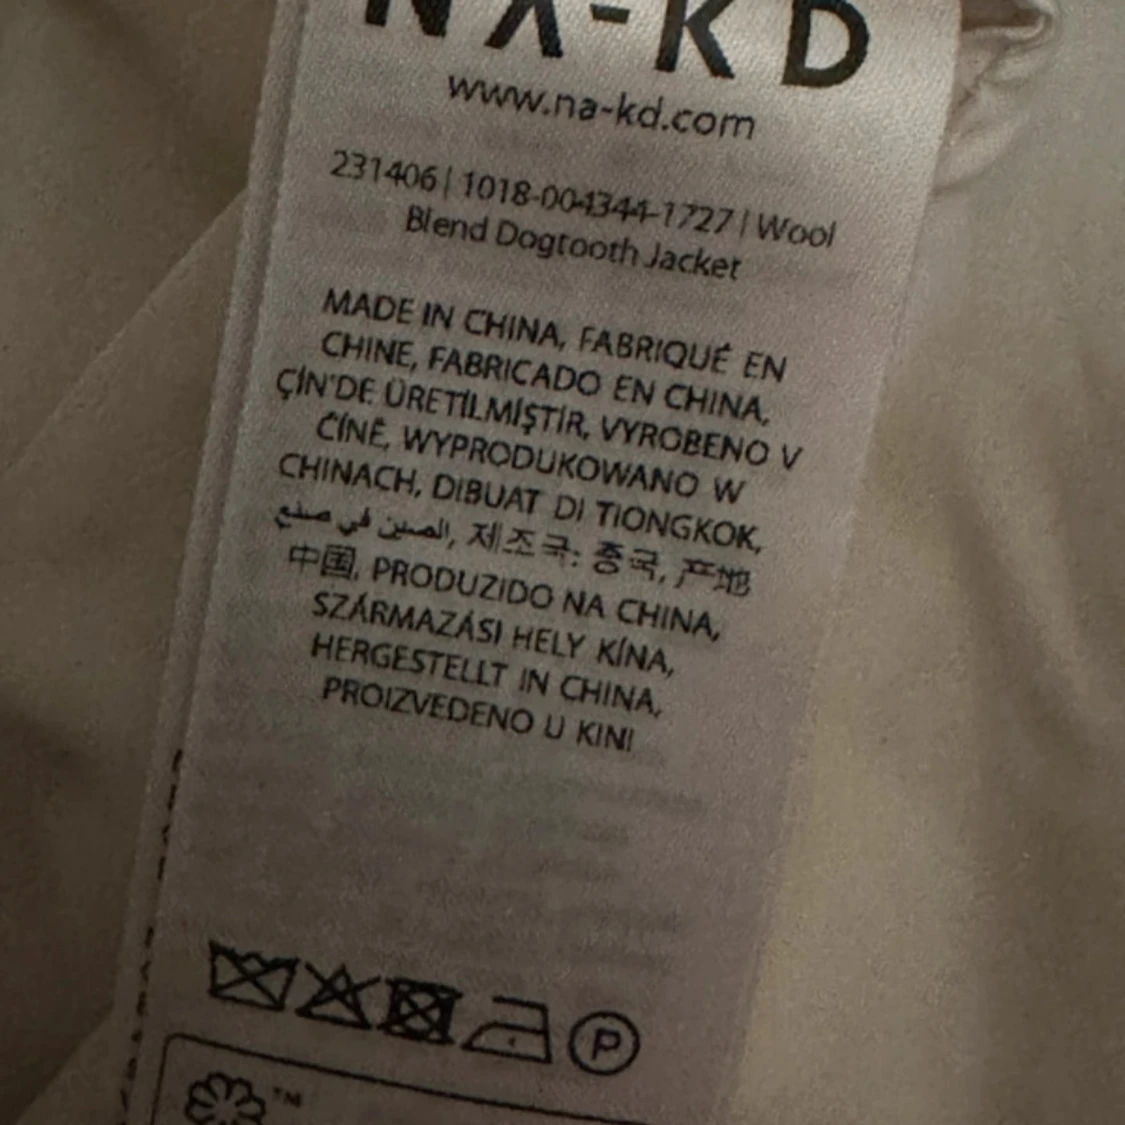 NA-KD
www.na-kd.com
231406 | 1018-004344-1727 | Wool
Blend Dogtooth Jacket
MADE IN CHINA, FABRIQUÉ EN
CHINE, FABRICADO EN CHINA,
ÇİN'DE ÜRETİLMİŞTİR, VYROBENO V
ČÍNĚ, WYPRODUKOWANO W
CHINACH, DIBUAT DI TIONGKOK,
الصين في صنع, 제조국: 중국, 产地
中国, PRODUZIDO NA CHINA,
SZÁRMAZÁSI HELY KÍNA,
HERGESTELLT IN CHINA,
PROIZVEDENO U KINI
P
TM